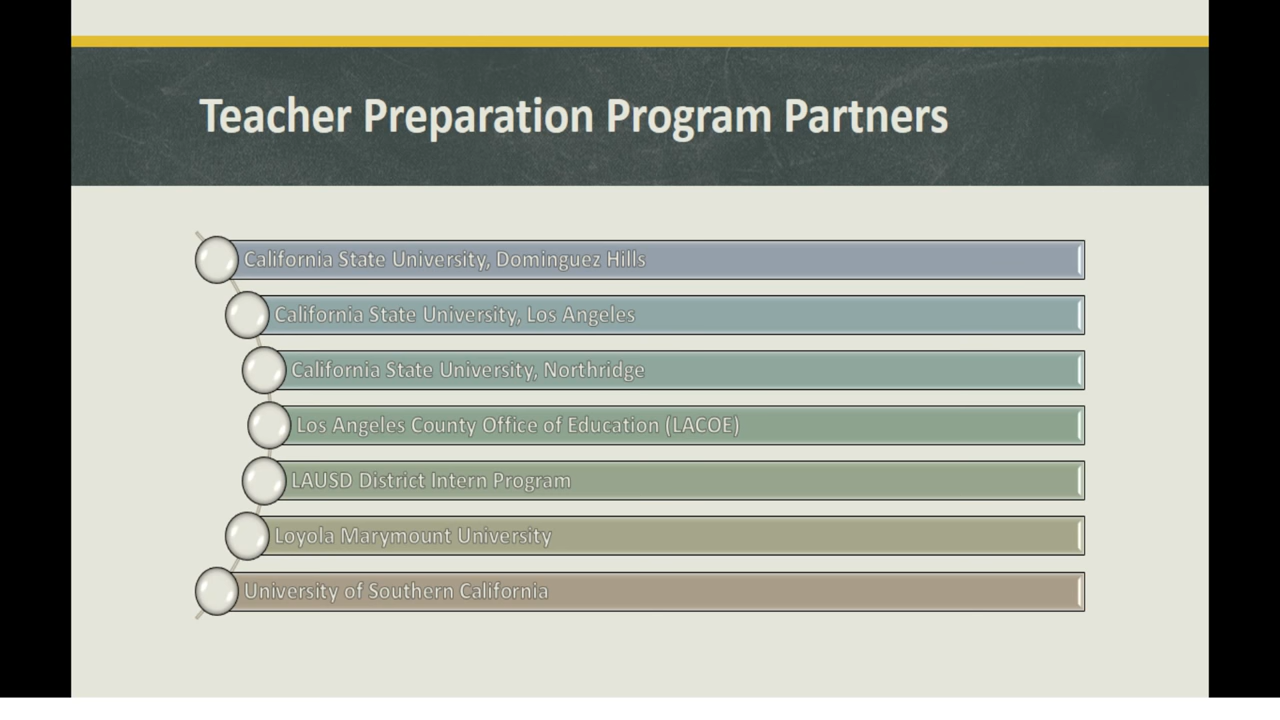 Teacher Preparation Program Partners
California State University, Dominguez Hills
California State University, Los Angeles
California State University, Northridge
Los Angeles County Office of Education (LACOE)
LAUSD District Intern Program
Loyola Marymount University
University of Southern California